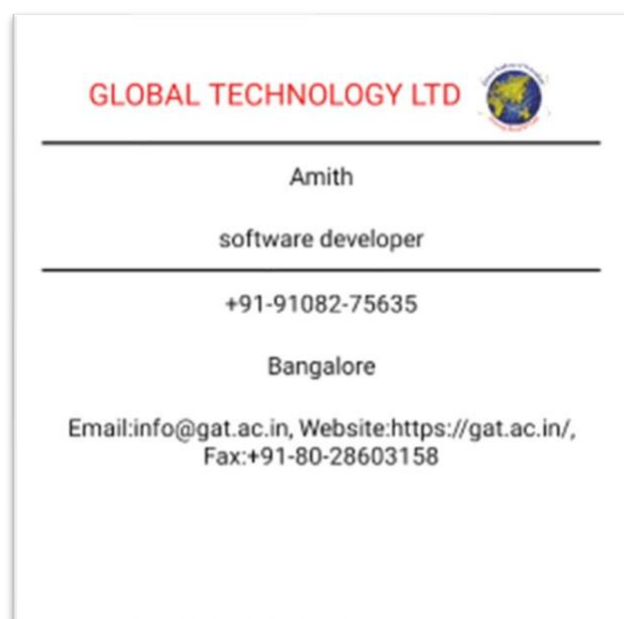 GLOBAL TECHNOLOGY LTD
Amith
software developer
+91-91082-75635
Bangalore
Email:info@gat.ac.in, Website:https://gat.ac.in/,
Fax:+91-80-28603158